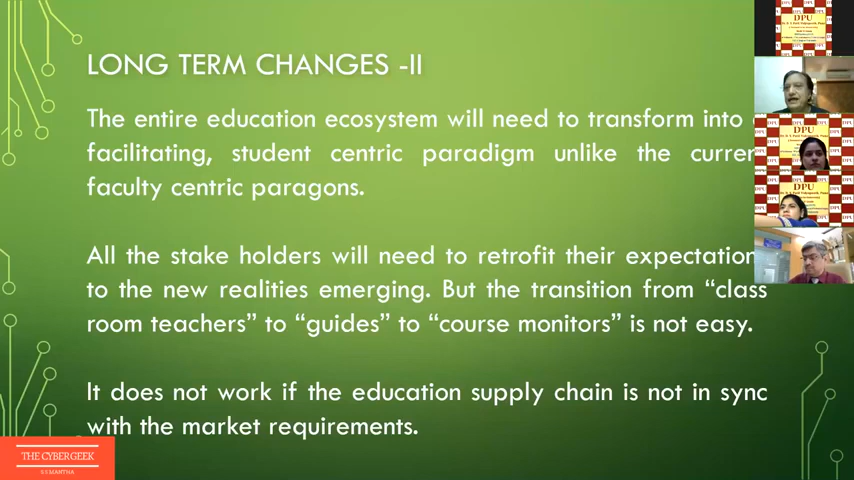 LONG TERM CHANGES -II
The entire education ecosystem will need to transform into
facilitating, student centric paradigm unlike the curren
faculty centric paragons.
All the stake holders will need to retrofit their expectation
to the new realities emerging. But the transition from “class
room teachers” to “guides” to “course monitors” is not easy.
It does not work if the education supply chain is not in sync
with the market requirements.
THE CYBERGEEK
S S MANTHA
DPU
DPU
DPU